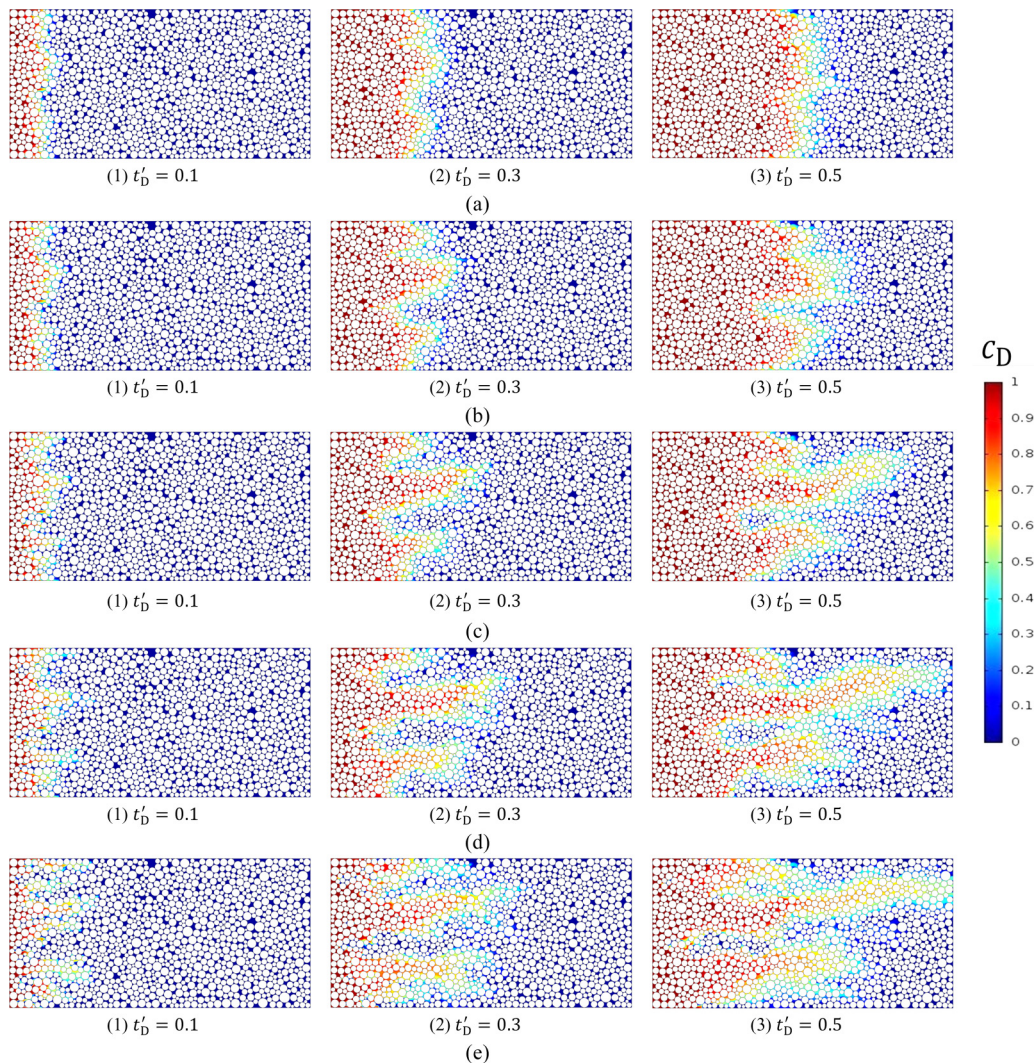 (1) t′D = 0.1 (2) t′D = 0.3 (3) t′D = 0.5
(a)
(1) t′D = 0.1 (2) t′D = 0.3 (3) t′D = 0.5
(b)
(1) t′D = 0.1 (2) t′D = 0.3 (3) t′D = 0.5
(c)
(1) t′D = 0.1 (2) t′D = 0.3 (3) t′D = 0.5
(d)
(1) t′D = 0.1 (2) t′D = 0.3 (3) t′D = 0.5
(e)
cD
1
0.9
0.8
0.7
0.6
0.5
0.4
0.3
0.2
0.1
0